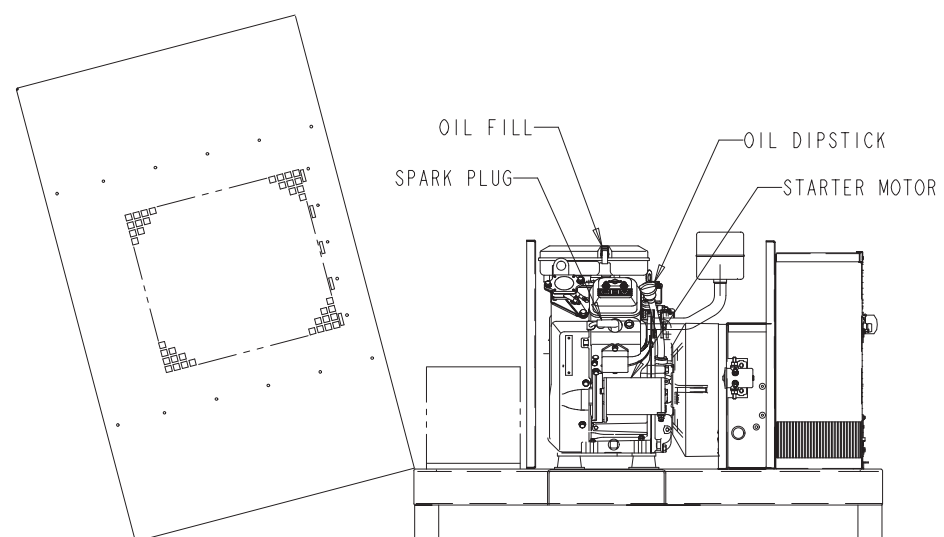 OIL FILL
OIL DIPSTICK
SPARK PLUG
STARTER MOTOR